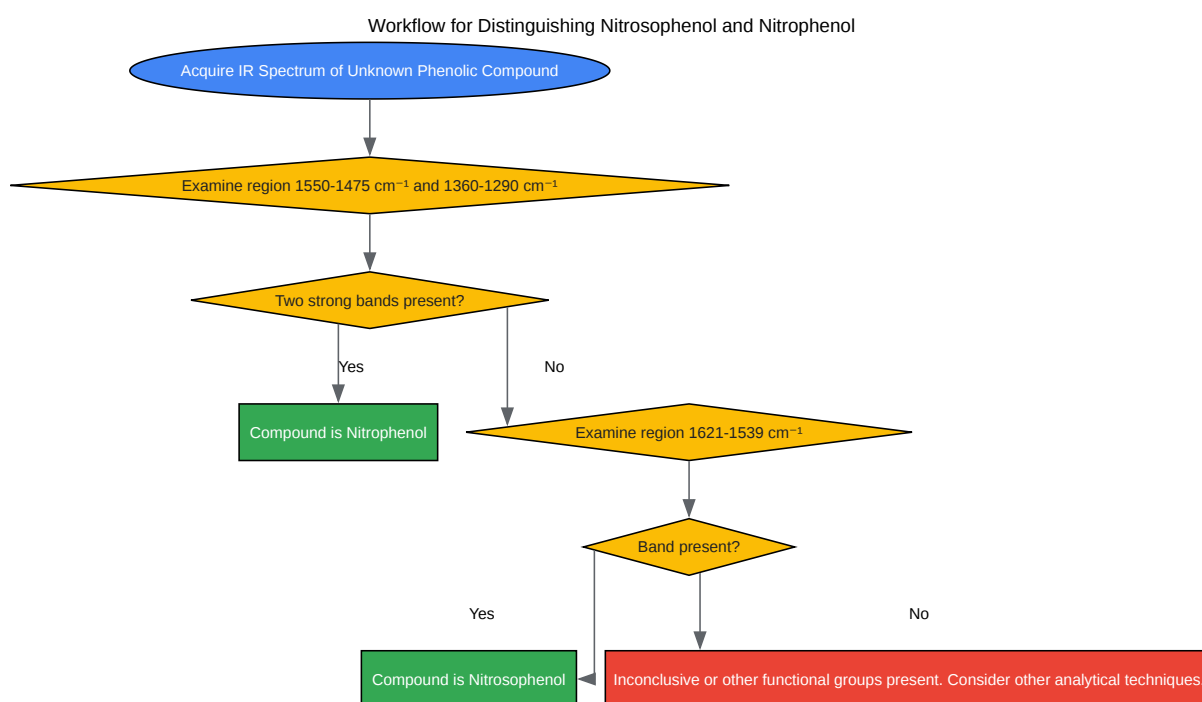 Workflow for Distinguishing Nitrosophenol and Nitrophenol
Acquire IR Spectrum of Unknown Phenolic Compound
Examine region 1550-1475 cm⁻¹ and 1360-1290 cm⁻¹
Two strong bands present?
Yes
No
Compound is Nitrophenol
Examine region 1621-1539 cm⁻¹
Band present?
Yes
No
Compound is Nitrosophenol
Inconclusive or other functional groups present. Consider other analytical techniques